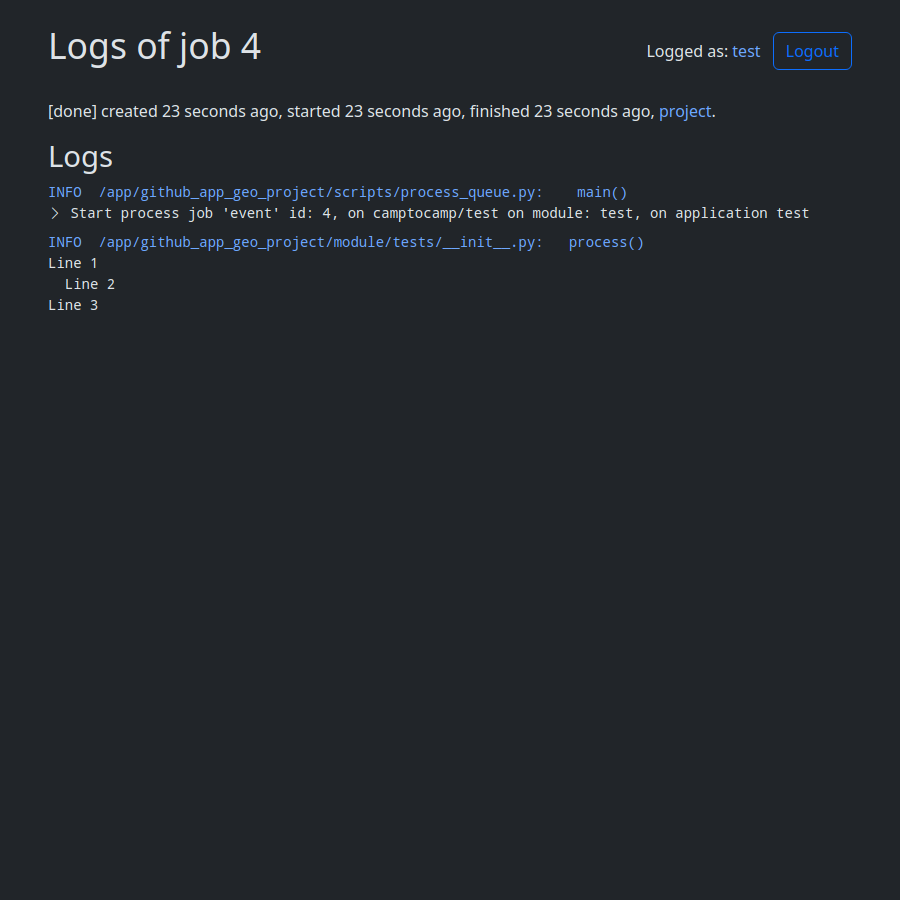 Logs of job 4
Logged as: test Logout
[done] created 23 seconds ago, started 23 seconds ago, finished 23 seconds ago, project.
Logs
INFO  /app/github_app_geo_project/scripts/process_queue.py:    main()
Start process job 'event' id: 4, on camptocamp/test on module: test, on application test
INFO  /app/github_app_geo_project/module/tests/__init__.py:   process()
Line 1
  Line 2
Line 3